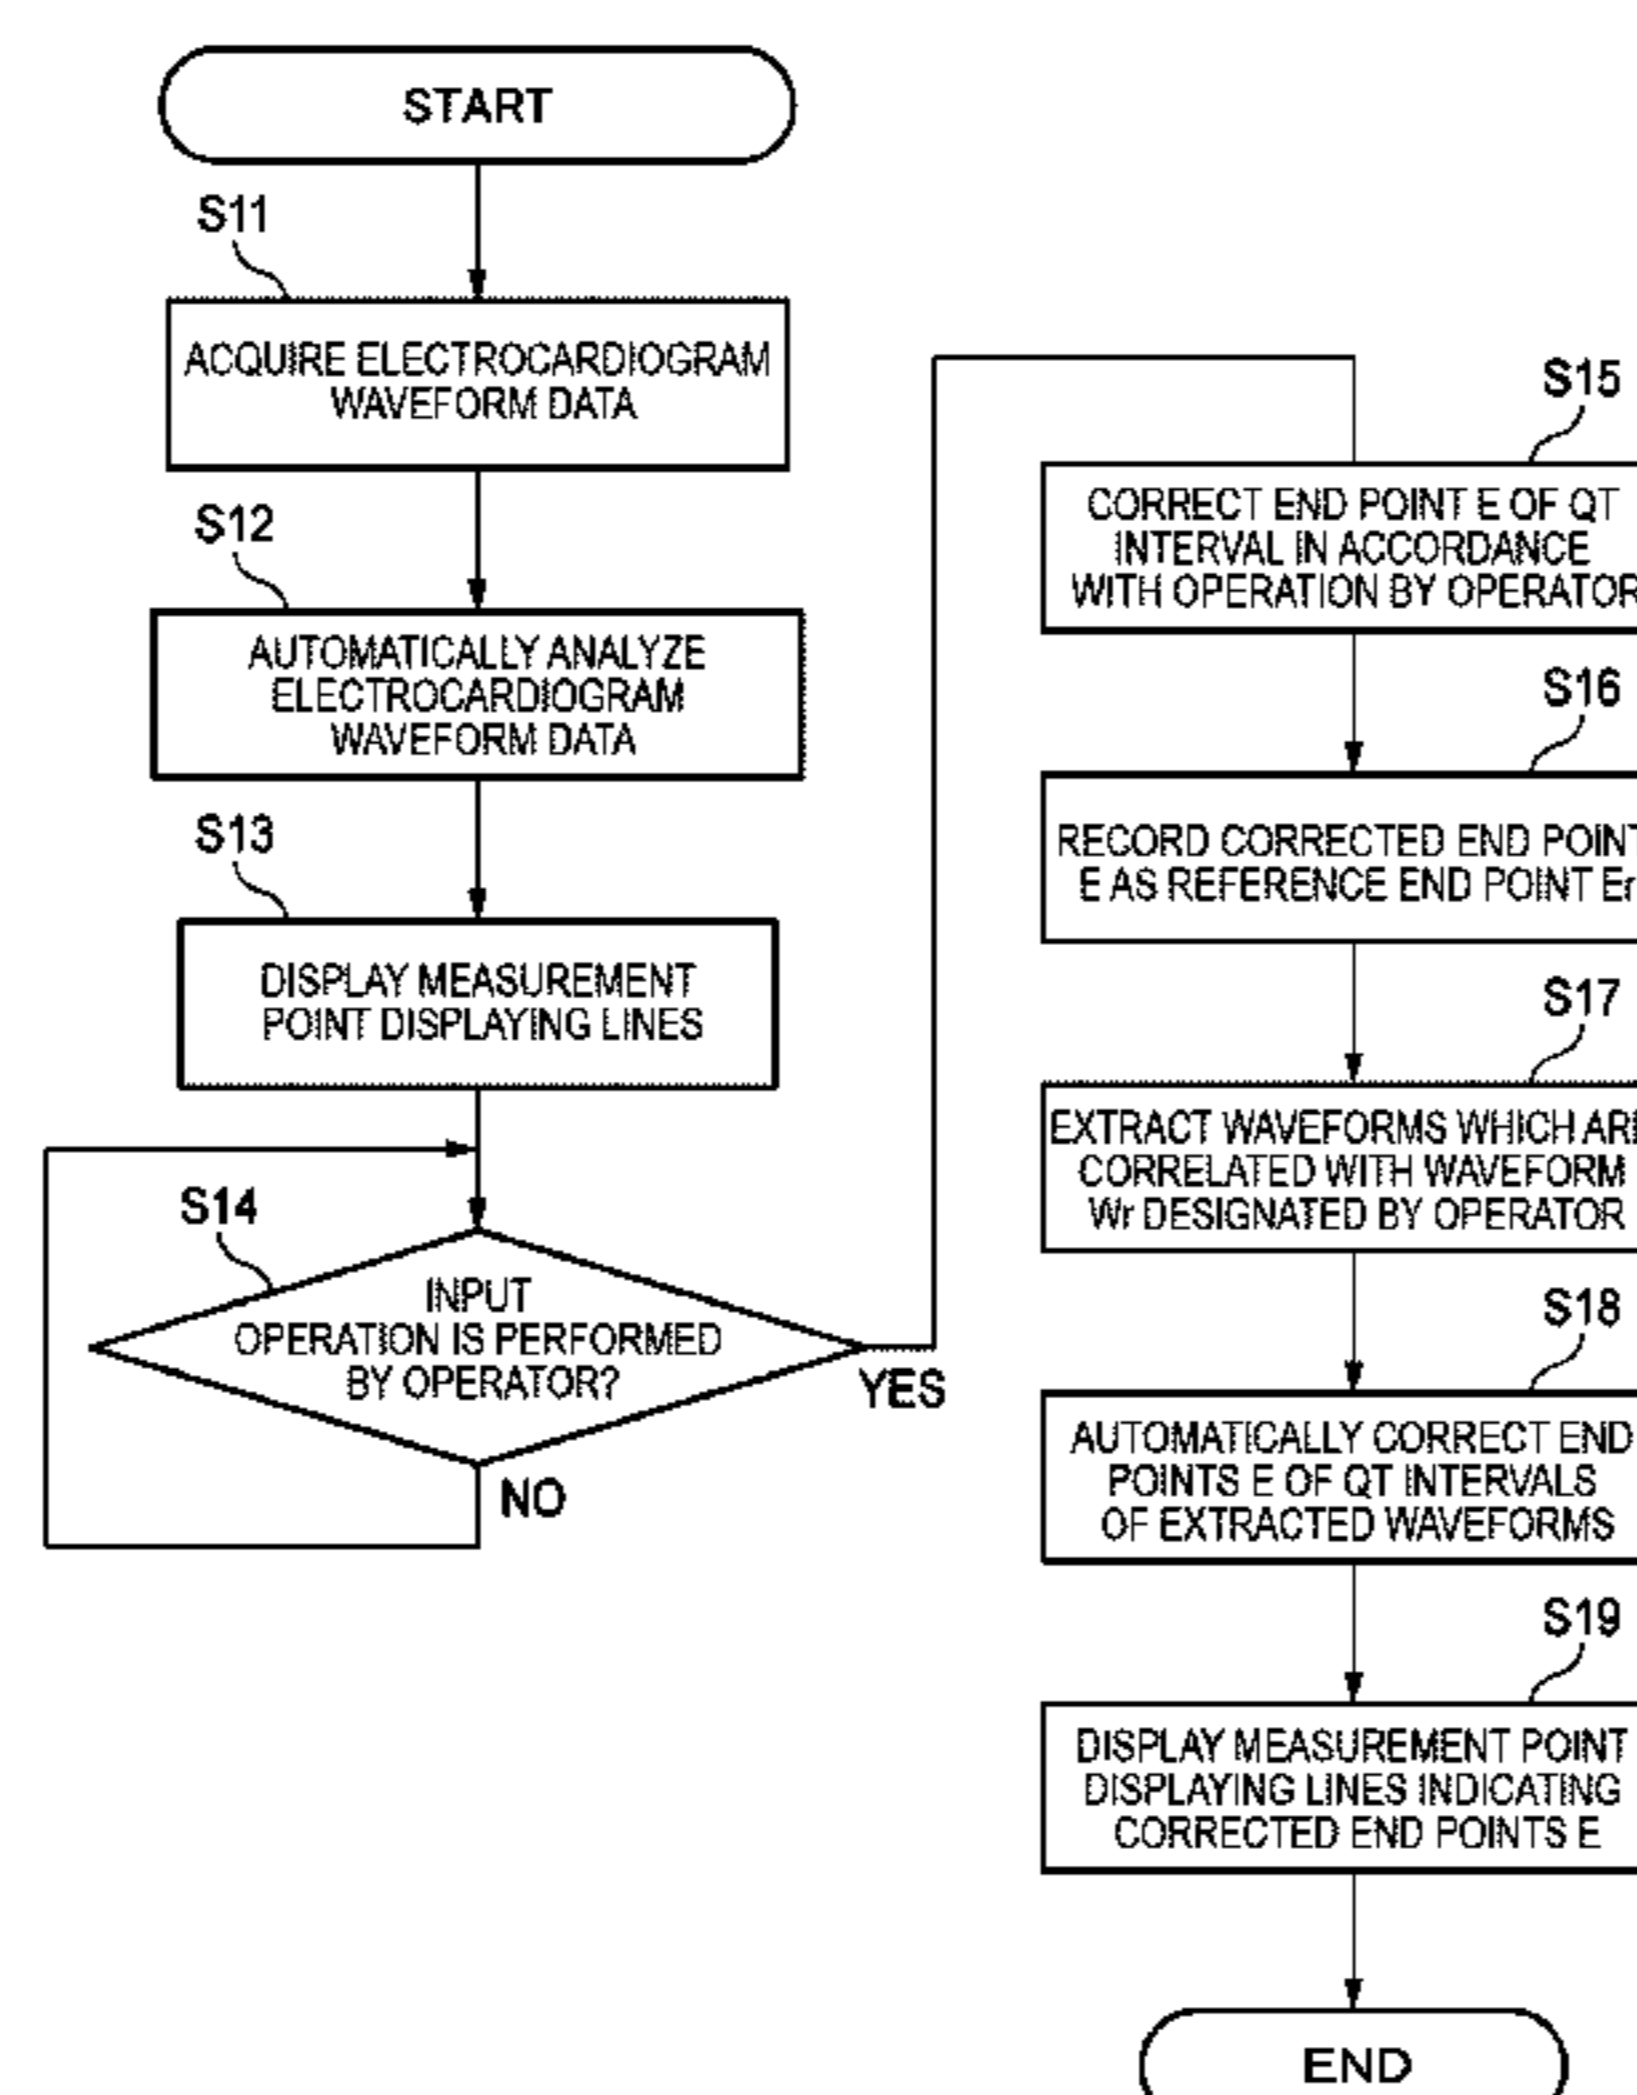 START
S11
ACQUIRE ELECTROCARDIOGRAM
WAVEFORM DATA
S12
AUTOMATICALLY ANALYZE
ELECTROCARDIOGRAM
WAVEFORM DATA
S13
DISPLAY MEASUREMENT
POINT DISPLAYING LINES
S14
INPUT
OPERATION IS PERFORMED
BY OPERATOR?
YES
NO
S15
CORRECT END POINT E OF QT
INTERVAL IN ACCORDANCE
WITH OPERATION BY OPERATOR
S16
RECORD CORRECTED END POINT
E AS REFERENCE END POINT Er
S17
EXTRACT WAVEFORMS WHICH ARE
CORRELATED WITH WAVEFORM
Wr DESIGNATED BY OPERATOR
S18
AUTOMATICALLY CORRECT END
POINTS E OF QT INTERVALS
OF EXTRACTED WAVEFORMS
S19
DISPLAY MEASUREMENT POINT
DISPLAYING LINES INDICATING
CORRECTED END POINTS E
END